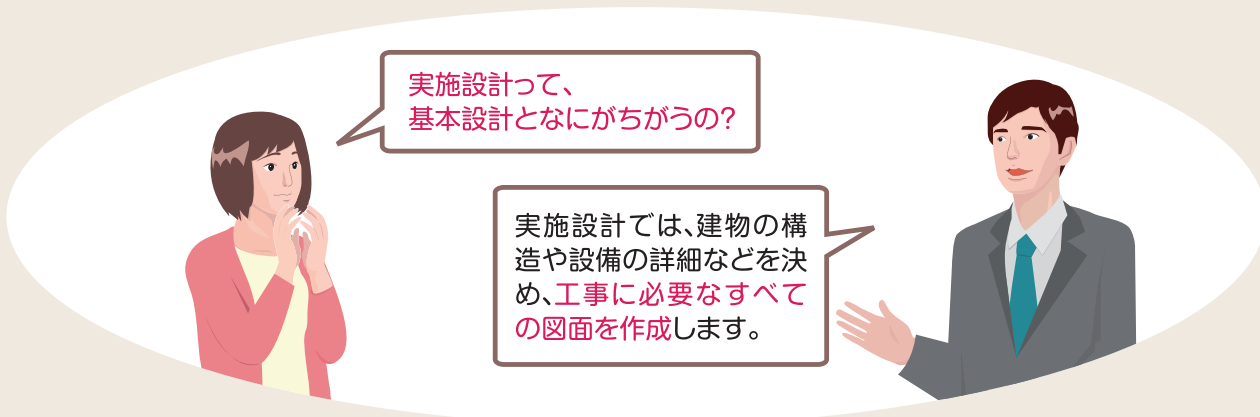 実施設計って、
基本設計となにがちがうの?
実施設計では、建物の構
造や設備の詳細などを決
め、工事に必要なすべて
の図面を作成します。